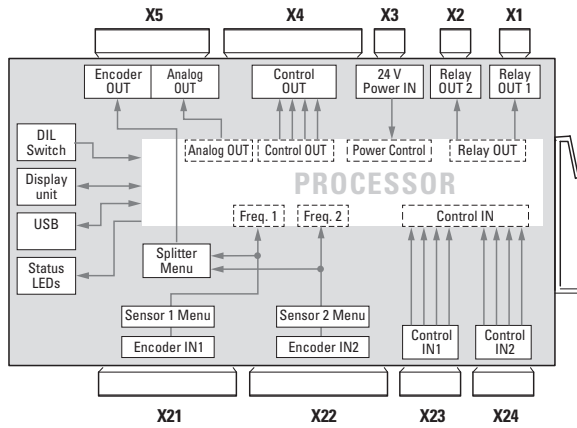 X5 X4 X3 X2 X1
Encoder OUT
Analog OUT
Control OUT
24 V Power IN
Relay OUT 2
Relay OUT 1
DIL Switch
Display unit
USB
Status LEDs
Analog OUT
Control OUT
Power Control
Relay OUT
PROCESSOR
Freq. 1
Freq. 2
Control IN
Splitter Menu
Sensor 1 Menu
Sensor 2 Menu
Encoder IN1
Encoder IN2
Control IN1
Control IN2
X21 X22 X23 X24